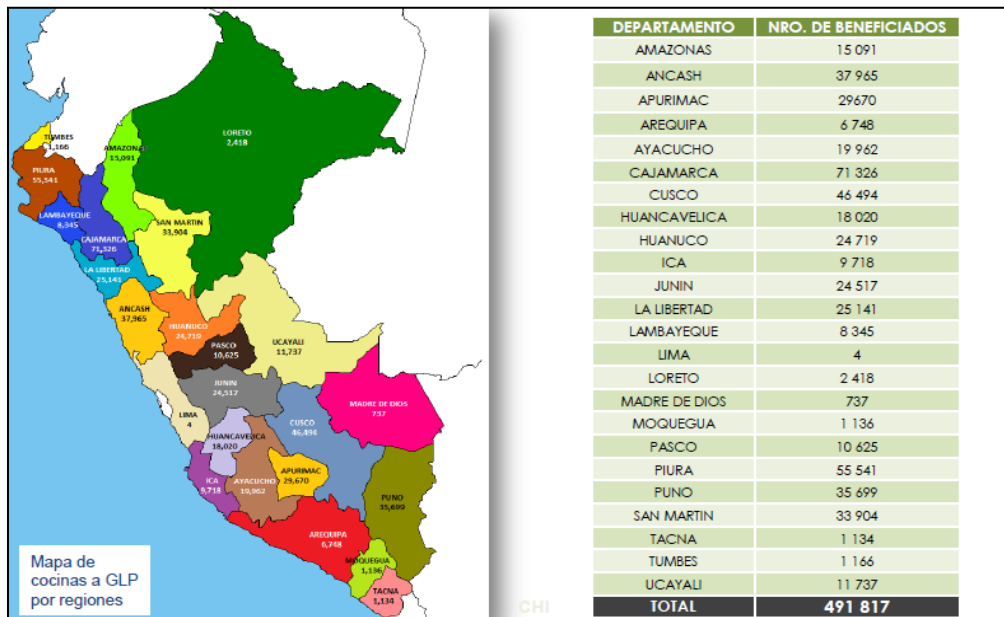 TUMBES
1,166
PIURA
55,541
LAMBAYEQUE
8,345
CAJAMARCA
71,326
AMAZONAS
15,091
LORETO
2,418
SAN MARTIN
33,904
LA LIBERTAD
25,141
ANCASH
37,965
HUANUCO
24,719
PASCO
10,625
UCAYALI
11,737
JUNIN
24,517
MADRE DE DIOS
737
LIMA
4
HUANCAVELICA
18,020
CUSCO
46,494
ICA
9,718
AYACUCHO
19,962
APURIMAC
29,670
PUNO
35,699
AREQUIPA
6,748
MOQUEGUA
1,136
TACNA
1,134
Mapa de
cocinas a GLP
por regiones
CHI
DEPARTAMENTO NRO. DE BENEFICIADOS
AMAZONAS 15 091
ANCASH 37 965
APURIMAC 29670
AREQUIPA 6 748
AYACUCHO 19 962
CAJAMARCA 71 326
CUSCO 46 494
HUANCAVELICA 18 020
HUANUCO 24 719
ICA 9 718
JUNIN 24 517
LA LIBERTAD 25 141
LAMBAYEQUE 8 345
LIMA 4
LORETO 2 418
MADRE DE DIOS 737
MOQUEGUA 1 136
PASCO 10 625
PIURA 55 541
PUNO 35 699
SAN MARTIN 33 904
TACNA 1 134
TUMBES 1 166
UCAYALI 11 737
TOTAL 491 817